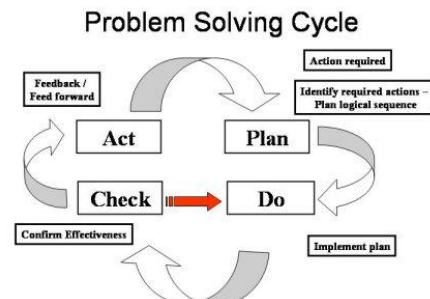 Problem Solving Cycle
Action required
Feedback /
Feed forward
Identify required actions –
Plan logical sequence
Act
Plan
Check
Do
Confirm Effectiveness
Implement plan